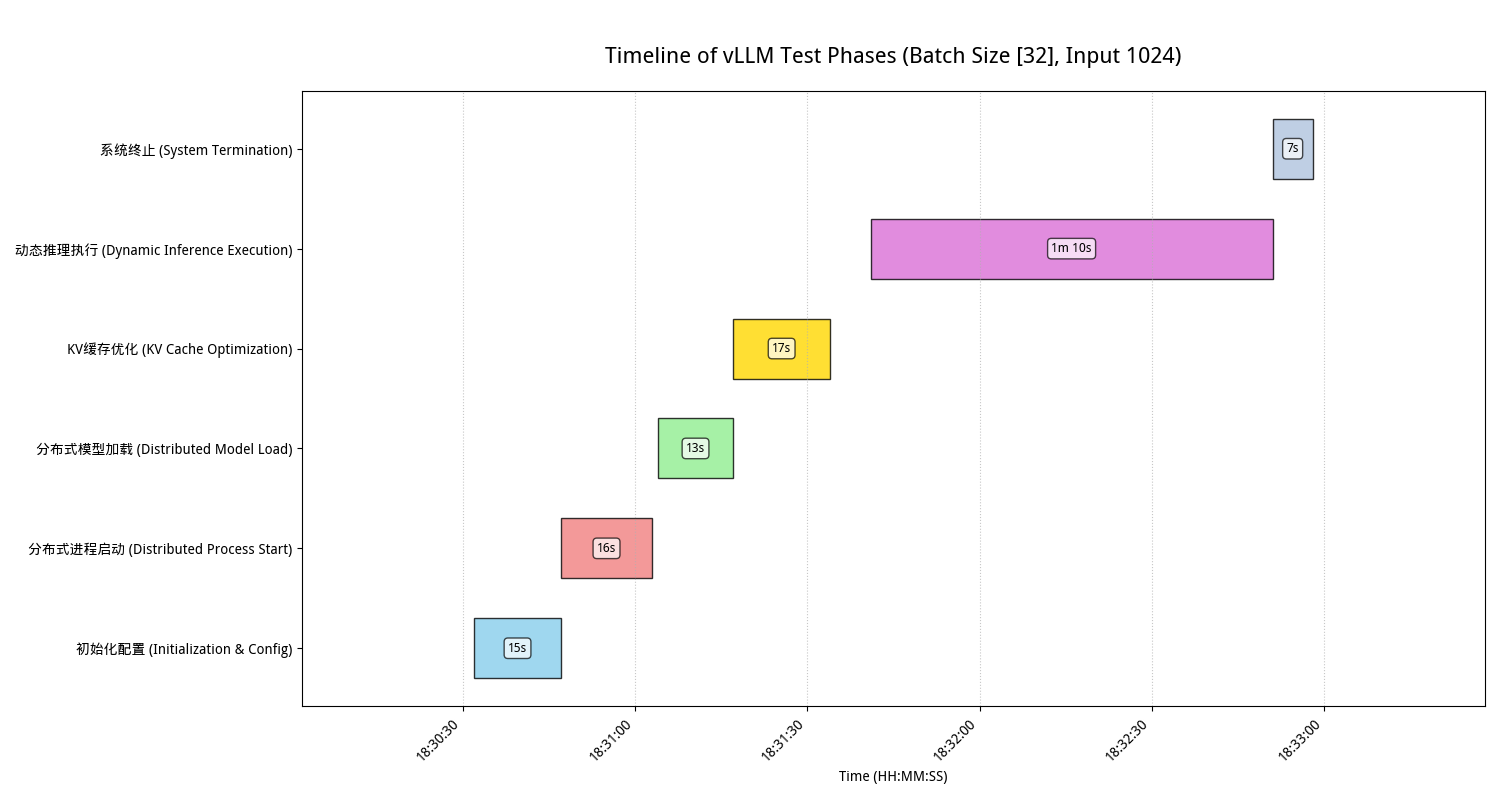 Timeline of vLLM Test Phases (Batch Size [32], Input 1024)
系统终止 (System Termination)
7s
动态推理执行 (Dynamic Inference Execution)
1m 10s
KV缓存优化 (KV Cache Optimization)
17s
分布式模型加载 (Distributed Model Load)
13s
分布式进程启动 (Distributed Process Start)
16s
初始化配置 (Initialization & Config)
15s
18:30:30
18:31:00
18:31:30
18:32:00
18:32:30
18:33:00
Time (HH:MM:SS)